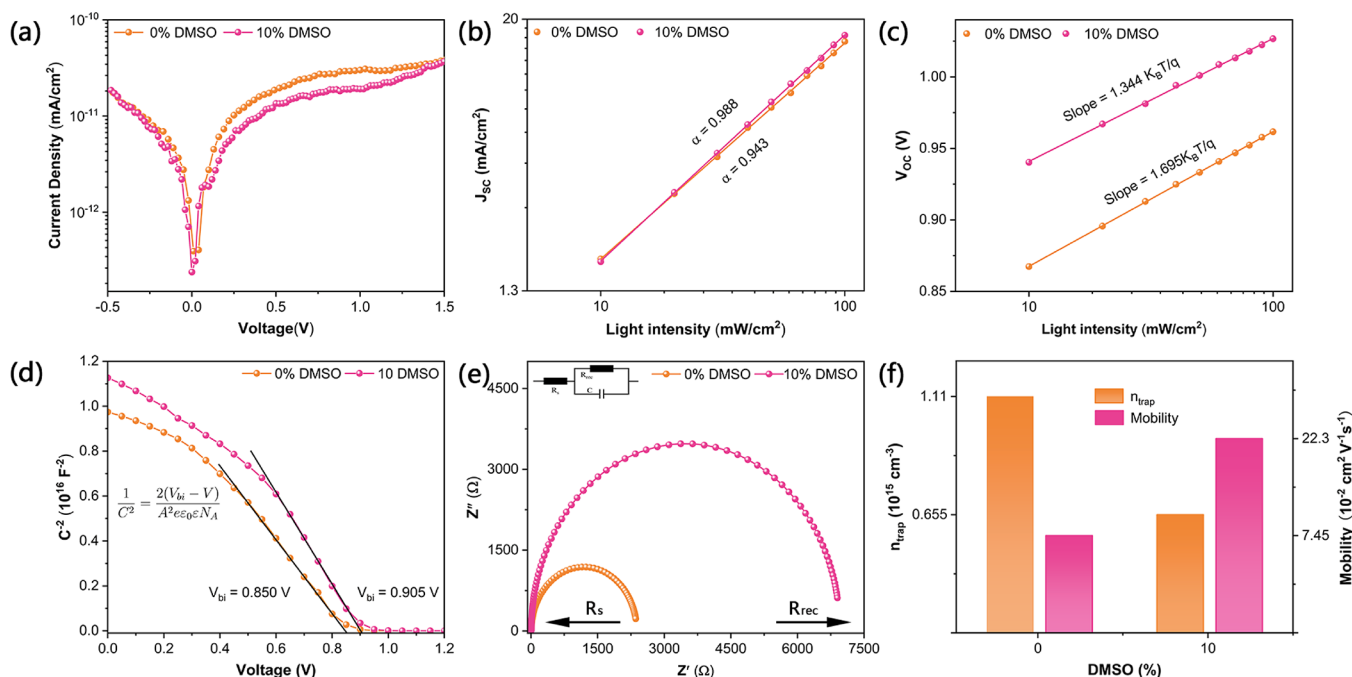 (a)
0% DMSO
10% DMSO
10⁻¹⁰
10⁻¹¹
10⁻¹²
Current Density (mA/cm²)
-0.5
0.0
0.5
1.0
1.5
Voltage(V)
(b)
0% DMSO
10% DMSO
20
1.3
J_SC (mA/cm²)
α = 0.988
α = 0.943
10
100
Light intensity (mW/cm²)
(c)
0% DMSO
10% DMSO
1.00
0.95
0.90
0.85
V_OC (V)
Slope = 1.344 K_BT/q
Slope = 1.695K_BT/q
10
100
Light intensity (mW/cm²)
(d)
0% DMSO
10 DMSO
1.2
1.0
0.8
0.6
0.4
0.2
0.0
C⁻² (10¹⁶ F⁻²)
1/C² = 2(V_bi − V)/A²eε₀εN_A
V_bi = 0.850 V
V_bi = 0.905 V
0.0
0.2
0.4
0.6
0.8
1.0
1.2
Voltage (V)
(e)
R_s
R_rec
C
0% DMSO
10% DMSO
4500
3000
1500
0
Z″ (Ω)
Rs
Rrec
0
1500
3000
4500
6000
7500
Z′ (Ω)
(f)
n_trap
Mobility
1.11
0.655
n_trap (10¹⁵ cm⁻³)
22.3
7.45
Mobility (10⁻² cm² V⁻¹s⁻¹)
0
10
DMSO (%)